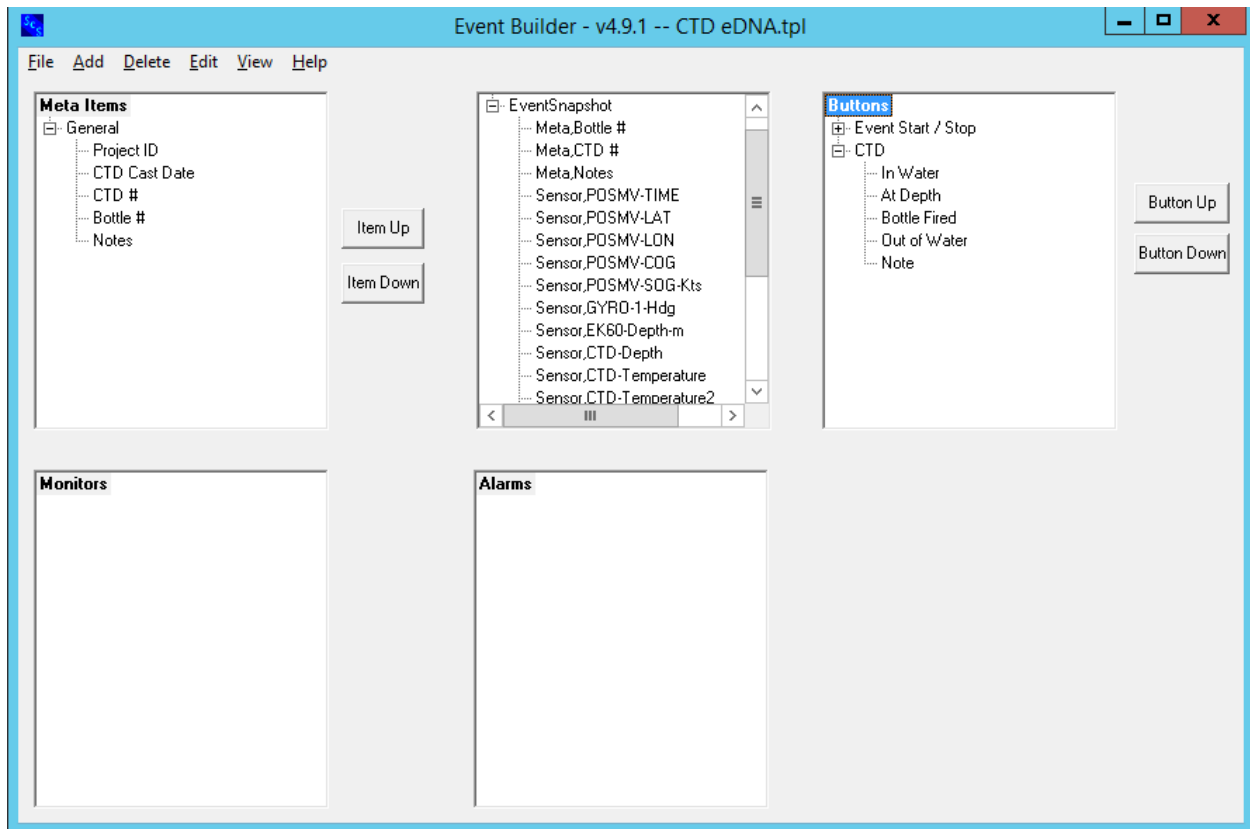 SCS
Event Builder - v4.9.1 -- CTD eDNA.tpl
File Add Delete Edit View Help
Meta Items
General
Project ID
CTD Cast Date
CTD #
Bottle #
Notes
Item Up
Item Down
EventSnapshot
Meta,Bottle #
Meta,CTD #
Meta,Notes
Sensor,POSMV-TIME
Sensor,POSMV-LAT
Sensor,POSMV-LON
Sensor,POSMV-COG
Sensor,POSMV-SOG-Kts
Sensor,GYRO-1-Hdg
Sensor,EK60-Depth-m
Sensor,CTD-Depth
Sensor,CTD-Temperature
Sensor,CTD-Temperature2
Buttons
Event Start / Stop
CTD
In Water
At Depth
Bottle Fired
Out of Water
Note
Button Up
Button Down
Monitors
Alarms